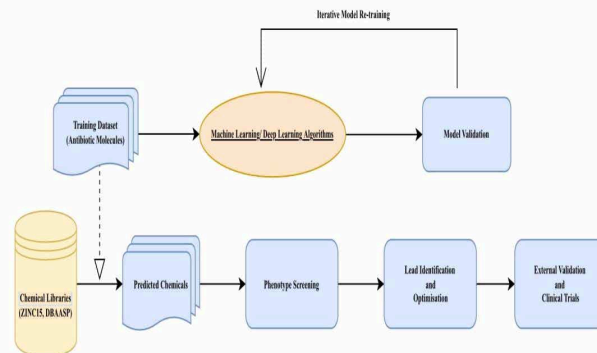 Iterative Model Re-training
Training Dataset
(Antibiotic Molecules)
Machine Learning/ Deep Learning Algorithms
Model Validation
Chemical Libraries
(ZINC15, DBAASP)
Predicted Chemicals
Phenotype Screening
Lead Identification
and
Optimisation
External Validation
and
Clinical Trials